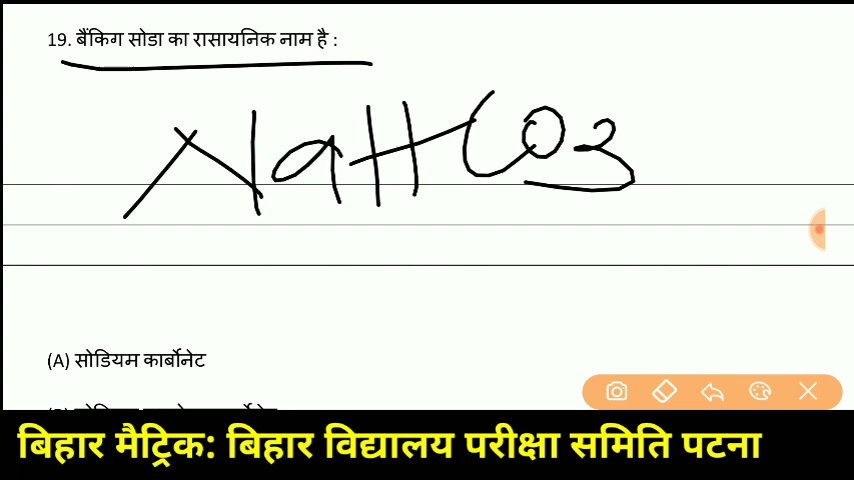 19. बैंकिग सोडा का रासायनिक नाम है :
NaHCO3
(A) सोडियम कार्बोनेट
बिहार मैट्रिक: बिहार विद्यालय परीक्षा समिति पटना